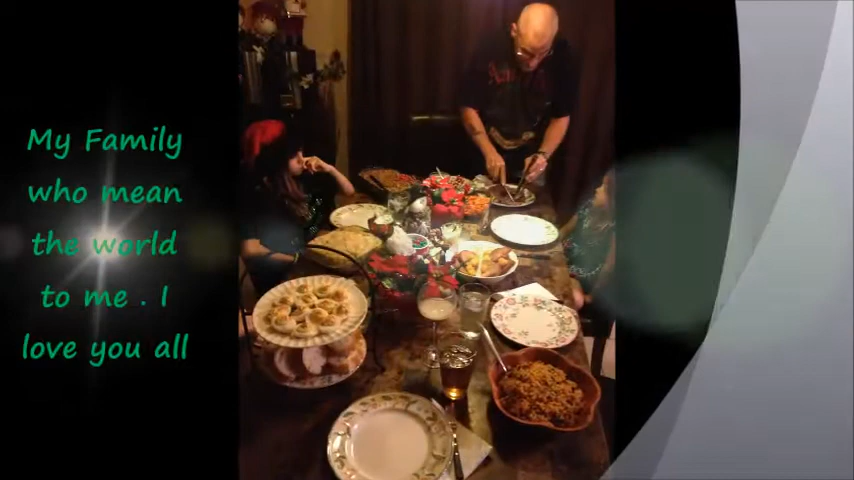 My Family
who mean
the world
to me . I
love you all